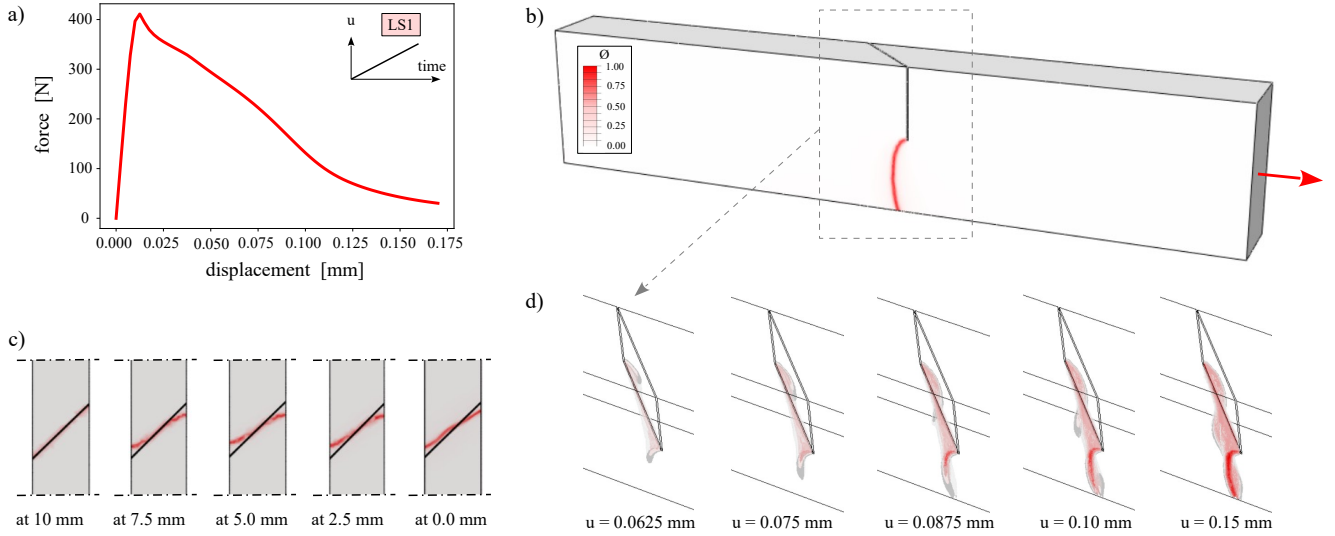 a)
force [N]
400
300
200
100
0
0.000 0.025 0.050 0.075 0.100 0.125 0.150 0.175
displacement [mm]
u
LS1
time
b)
Ø
1.00
0.75
0.50
0.25
0.00
c)
at 10 mm at 7.5 mm at 5.0 mm at 2.5 mm at 0.0 mm
d)
u = 0.0625 mm u = 0.075 mm u = 0.0875 mm u = 0.10 mm u = 0.15 mm